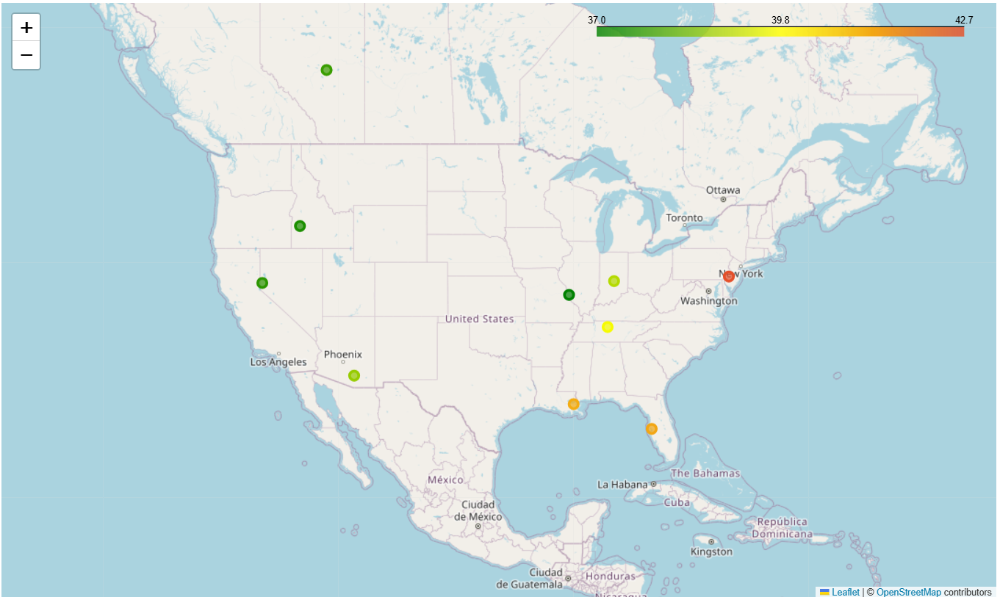 +
37.0 39.8 42.7
−
Ottawa
Toronto
New York
Washington
United States
Phoenix
Los Angeles
The Bahamas
México
La Habana
Cuba
Ciudad
de México
República
Dominicana
Kingston
Ciudad
de Guatemala
Honduras
Nicaragua
Leaflet | © OpenStreetMap contributors